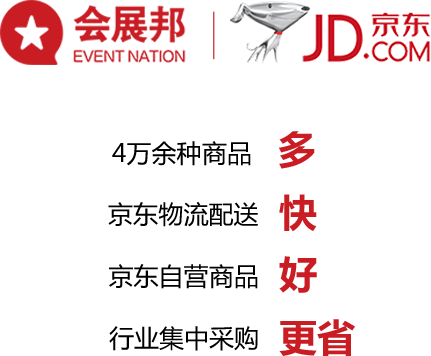 会展邦
EVENT NATION
JD.COM 京东
4万余种商品 多
京东物流配送 快
京东自营商品 好
行业集中采购 更省